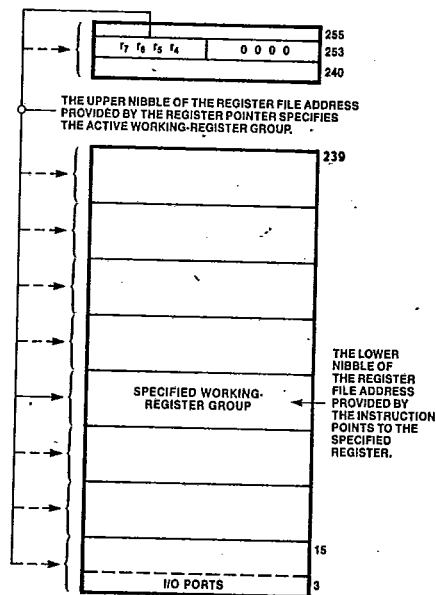 255
r7 r6 r5 r4 0 0 0 0 253
240
THE UPPER NIBBLE OF THE REGISTER FILE ADDRESS
PROVIDED BY THE REGISTER POINTER SPECIFIES
THE ACTIVE WORKING-REGISTER GROUP.
239
SPECIFIED WORKING-
REGISTER GROUP
THE LOWER
NIBBLE OF
THE REGISTER
FILE ADDRESS
PROVIDED BY
THE INSTRUCTION
POINTS TO THE
SPECIFIED
REGISTER.
15
I/O PORTS 3